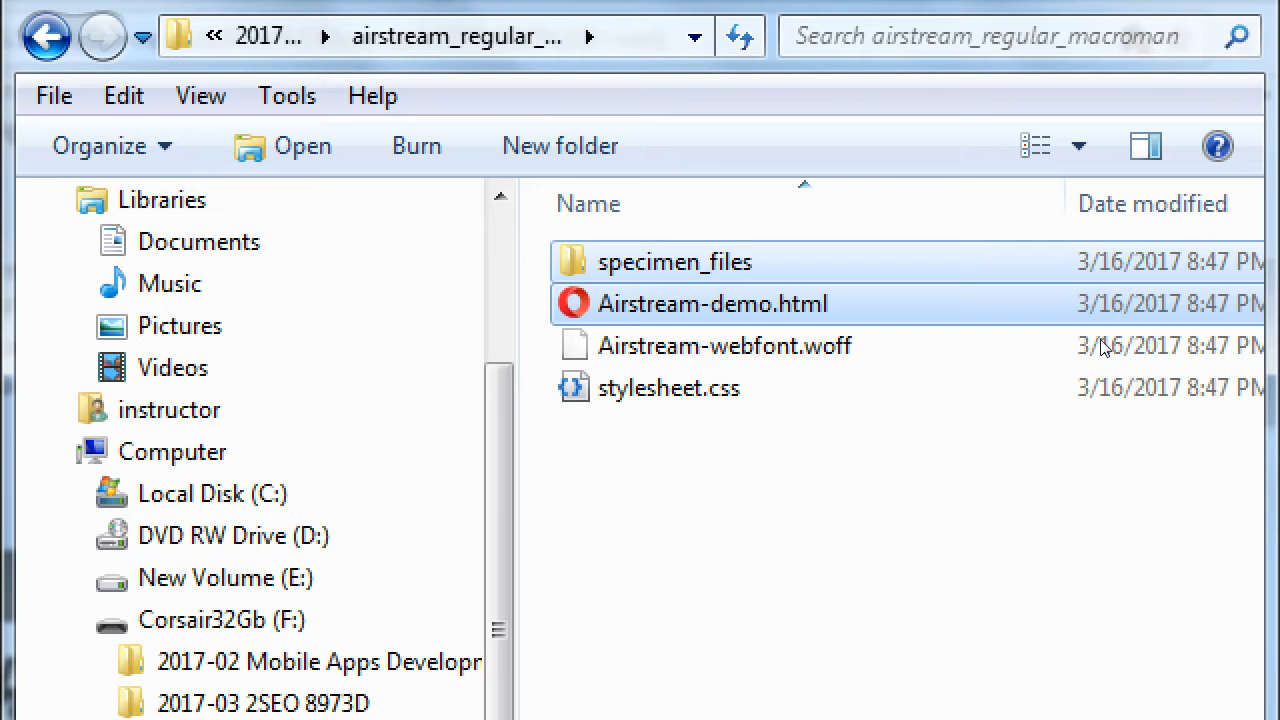 « 2017... ▸ airstream_regular_... ▸
Search airstream_regular_macroman
File Edit View Tools Help
Organize Open Burn New folder
Libraries
Documents
Music
Pictures
Videos
instructor
Computer
Local Disk (C:)
DVD RW Drive (D:)
New Volume (E:)
Corsair32Gb (F:)
2017-02 Mobile Apps Developr
2017-03 2SEO 8973D
Name Date modified
specimen_files 3/16/2017 8:47 PM
Airstream-demo.html 3/16/2017 8:47 PM
Airstream-webfont.woff 3/16/2017 8:47 PM
stylesheet.css 3/16/2017 8:47 PM